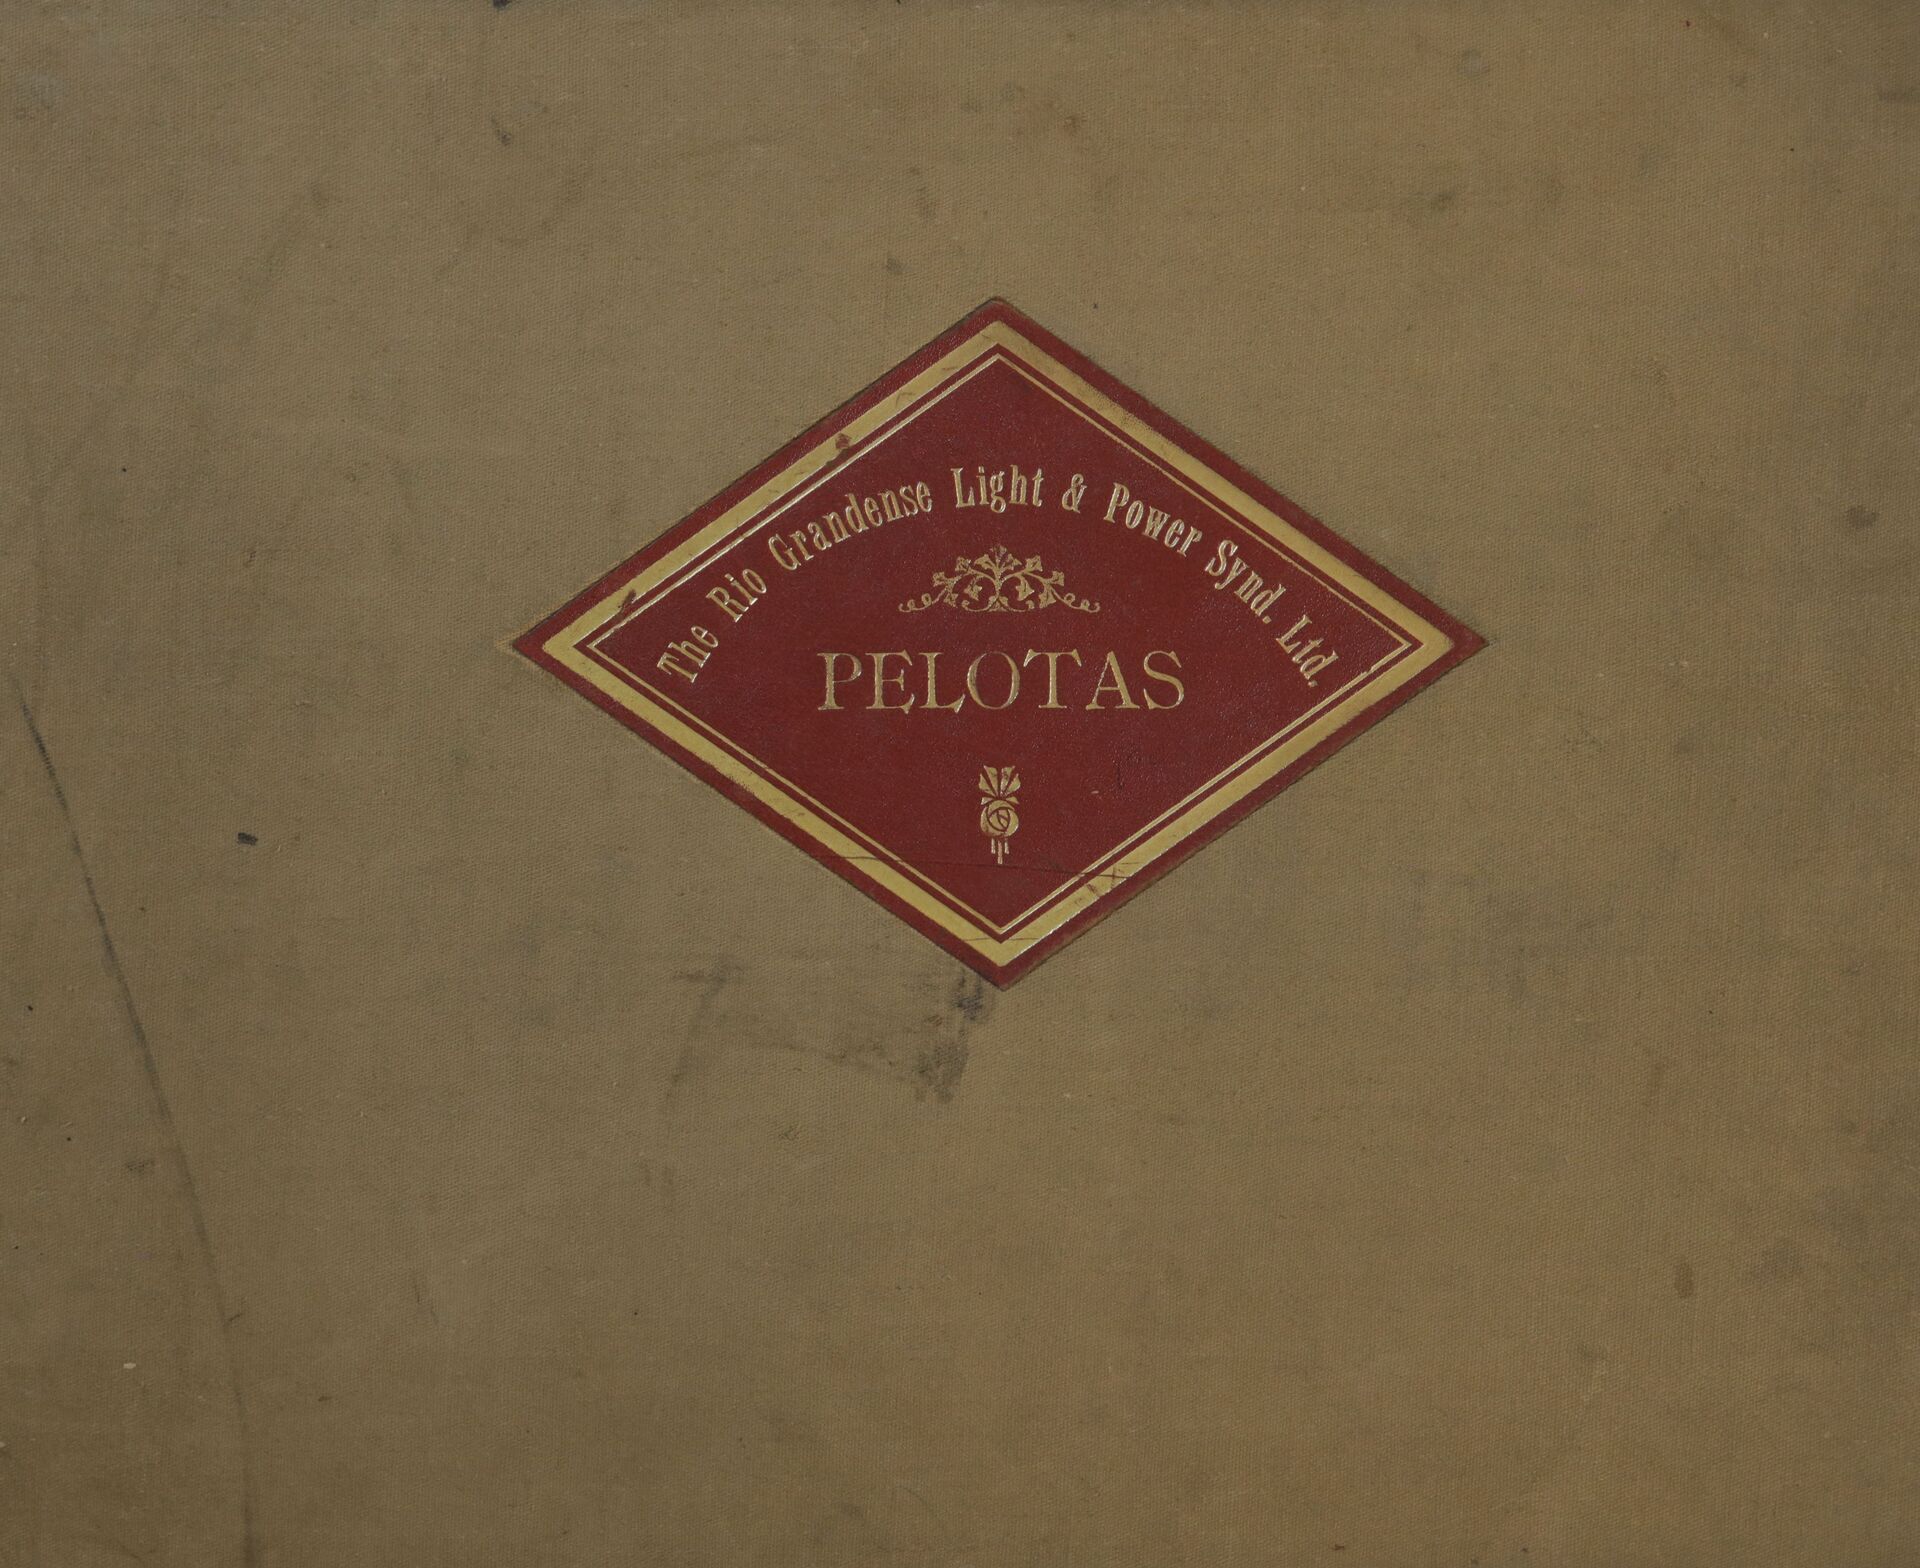 The Rio Grandense Light & Power Synd. Ltd.
PELOTAS